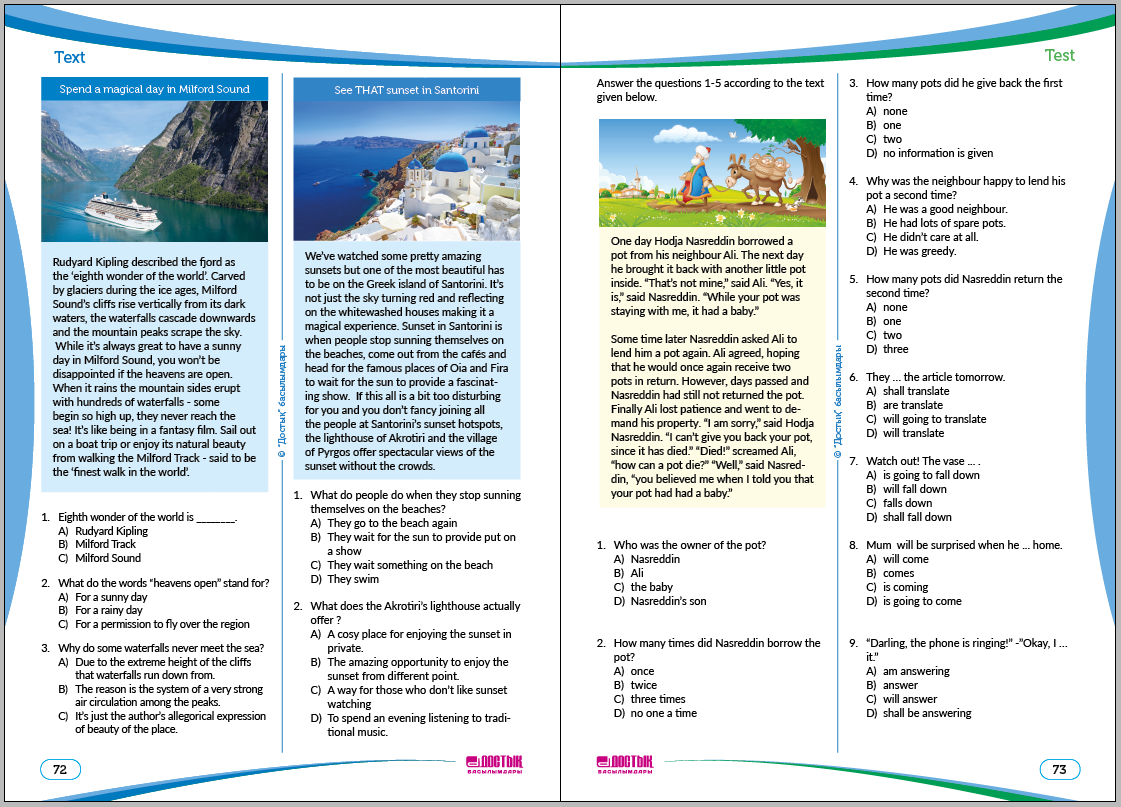 Text
Spend a magical day in Milford Sound
Rudyard Kipling described the fjord as
the ‘eighth wonder of the world’. Carved
by glaciers during the ice ages, Milford
Sound’s cliffs rise vertically from its dark
waters, the waterfalls cascade downwards
and the mountain peaks scrape the sky.
While it’s always great to have a sunny
day in Milford Sound, you won’t be
disappointed if the heavens are open.
When it rains the mountain sides erupt
with hundreds of waterfalls - some
begin so high up, they never reach the
sea! It’s like being in a fantasy film. Sail out
on a boat trip or enjoy its natural beauty
from walking the Milford Track - said to be
the ‘finest walk in the world’.
1. Eighth wonder of the world is ________.
A) Rudyard Kipling
B) Milford Track
C) Milford Sound
2. What do the words “heavens open” stand for?
A) For a sunny day
B) For a rainy day
C) For a permission to fly over the region
3. Why do some waterfalls never meet the sea?
A) Due to the extreme height of the cliffs
that waterfalls run down from.
B) The reason is the system of a very strong
air circulation among the peaks.
C) It’s just the author’s allegorical expression
of beauty of the place.
72
© “Достық” баспалымдары
See THAT sunset in Santorini
We’ve watched some pretty amazing
sunsets but one of the most beautiful has
to be on the Greek island of Santorini. It’s
not just the sky turning red and reflecting
on the whitewashed houses making it a
magical experience. Sunset in Santorini is
when people stop sunning themselves on
the beaches, come out from the cafés and
head for the famous places of Oia and Fira
to wait for the sun to provide a fascinat-
ing show. If this all is a bit too disturbing
for you and you don’t fancy joining all
the people at Santorini’s sunset hotspots,
the lighthouse of Akrotiri and the village
of Pyrgos offer spectacular views of the
sunset without the crowds.
1. What do people do when they stop sunning
themselves on the beaches?
A) They go to the beach again
B) They wait for the sun to provide put on
a show
C) They wait something on the beach
D) They swim
2. What does the Akrotiri’s lighthouse actually
offer ?
A) A cosy place for enjoying the sunset in
private.
B) The amazing opportunity to enjoy the
sunset from different point.
C) A way for those who don’t like sunset
watching
D) To spend an evening listening to tradi-
tional music.
ДОСТЫҚ
БАСЫЛЫМДАРЫ
Test
Answer the questions 1-5 according to the text
given below.
One day Hodja Nasreddin borrowed a
pot from his neighbour Ali. The next day
he brought it back with another little pot
inside. “That’s not mine,” said Ali. “Yes, it
is,” said Nasreddin. “While your pot was
staying with me, it had a baby.”
Some time later Nasreddin asked Ali to
lend him a pot again. Ali agreed, hoping
that he would once again receive two
pots in return. However, days passed and
Nasreddin had still not returned the pot.
Finally Ali lost patience and went to de-
mand his property. “I am sorry,” said Hodja
Nasreddin. “I can’t give you back your pot,
since it has died.” “Died!” screamed Ali,
“how can a pot die?” “Well,” said Nasred-
din, “you believed me when I told you that
your pot had had a baby.”
1. Who was the owner of the pot?
A) Nasreddin
B) Ali
C) the baby
D) Nasreddin’s son
2. How many times did Nasreddin borrow the
pot?
A) once
B) twice
C) three times
D) no one a time
ДОСТЫҚ
БАСЫЛЫМДАРЫ
© “Достық” басылымдары
3. How many pots did he give back the first
time?
A) none
B) one
C) two
D) no information is given
4. Why was the neighbour happy to lend his
pot a second time?
A) He was a good neighbour.
B) He had lots of spare pots.
C) He didn’t care at all.
D) He was greedy.
5. How many pots did Nasreddin return the
second time?
A) none
B) one
C) two
D) three
6. They ... the article tomorrow.
A) shall translate
B) are translate
C) will going to translate
D) will translate
7. Watch out! The vase ... .
A) is going to fall down
B) will fall down
C) falls down
D) shall fall down
8. Mum will be surprised when he ... home.
A) will come
B) comes
C) is coming
D) is going to come
9. “Darling, the phone is ringing!” -”Okay, I ...
it.”
A) am answering
B) answer
C) will answer
D) shall be answering
73